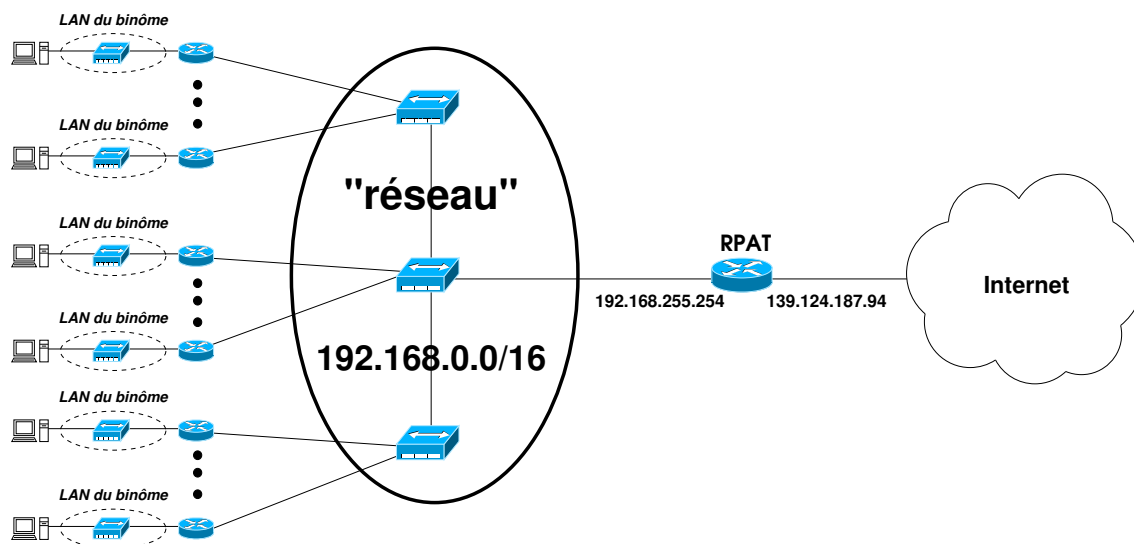 LAN du binôme
LAN du binôme
LAN du binôme
LAN du binôme
LAN du binôme
LAN du binôme
"réseau"
192.168.0.0/16
RPAT
192.168.255.254
139.124.187.94
Internet